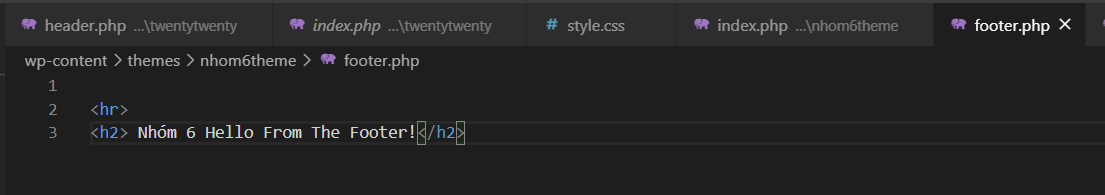 header.php ...\twentytwenty index.php ...\twentytwenty # style.css index.php ...\nhom6theme footer.php ×
wp-content > themes > nhom6theme > footer.php
1
2 <hr>
3 <h2> Nhóm 6 Hello From The Footer!</h2>